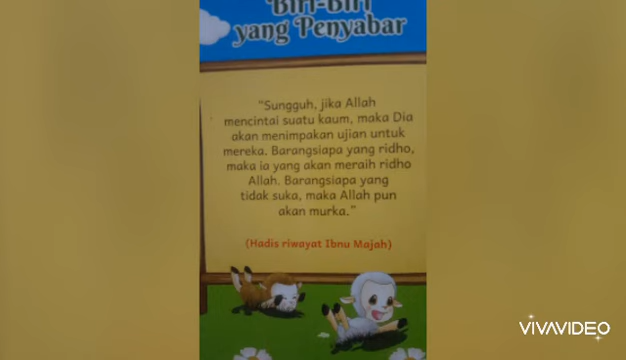 Biri-Biri
yang Penyabar
"Sungguh, jika Allah
mencintai suatu kaum, maka Dia
akan menimpakan ujian untuk
mereka. Barangsiapa yang ridho,
maka ia yang akan meraih ridho
Allah. Barangsiapa yang
tidak suka, maka Allah pun
akan murka."
(Hadis riwayat Ibnu Majah)
VIVAVIDEO